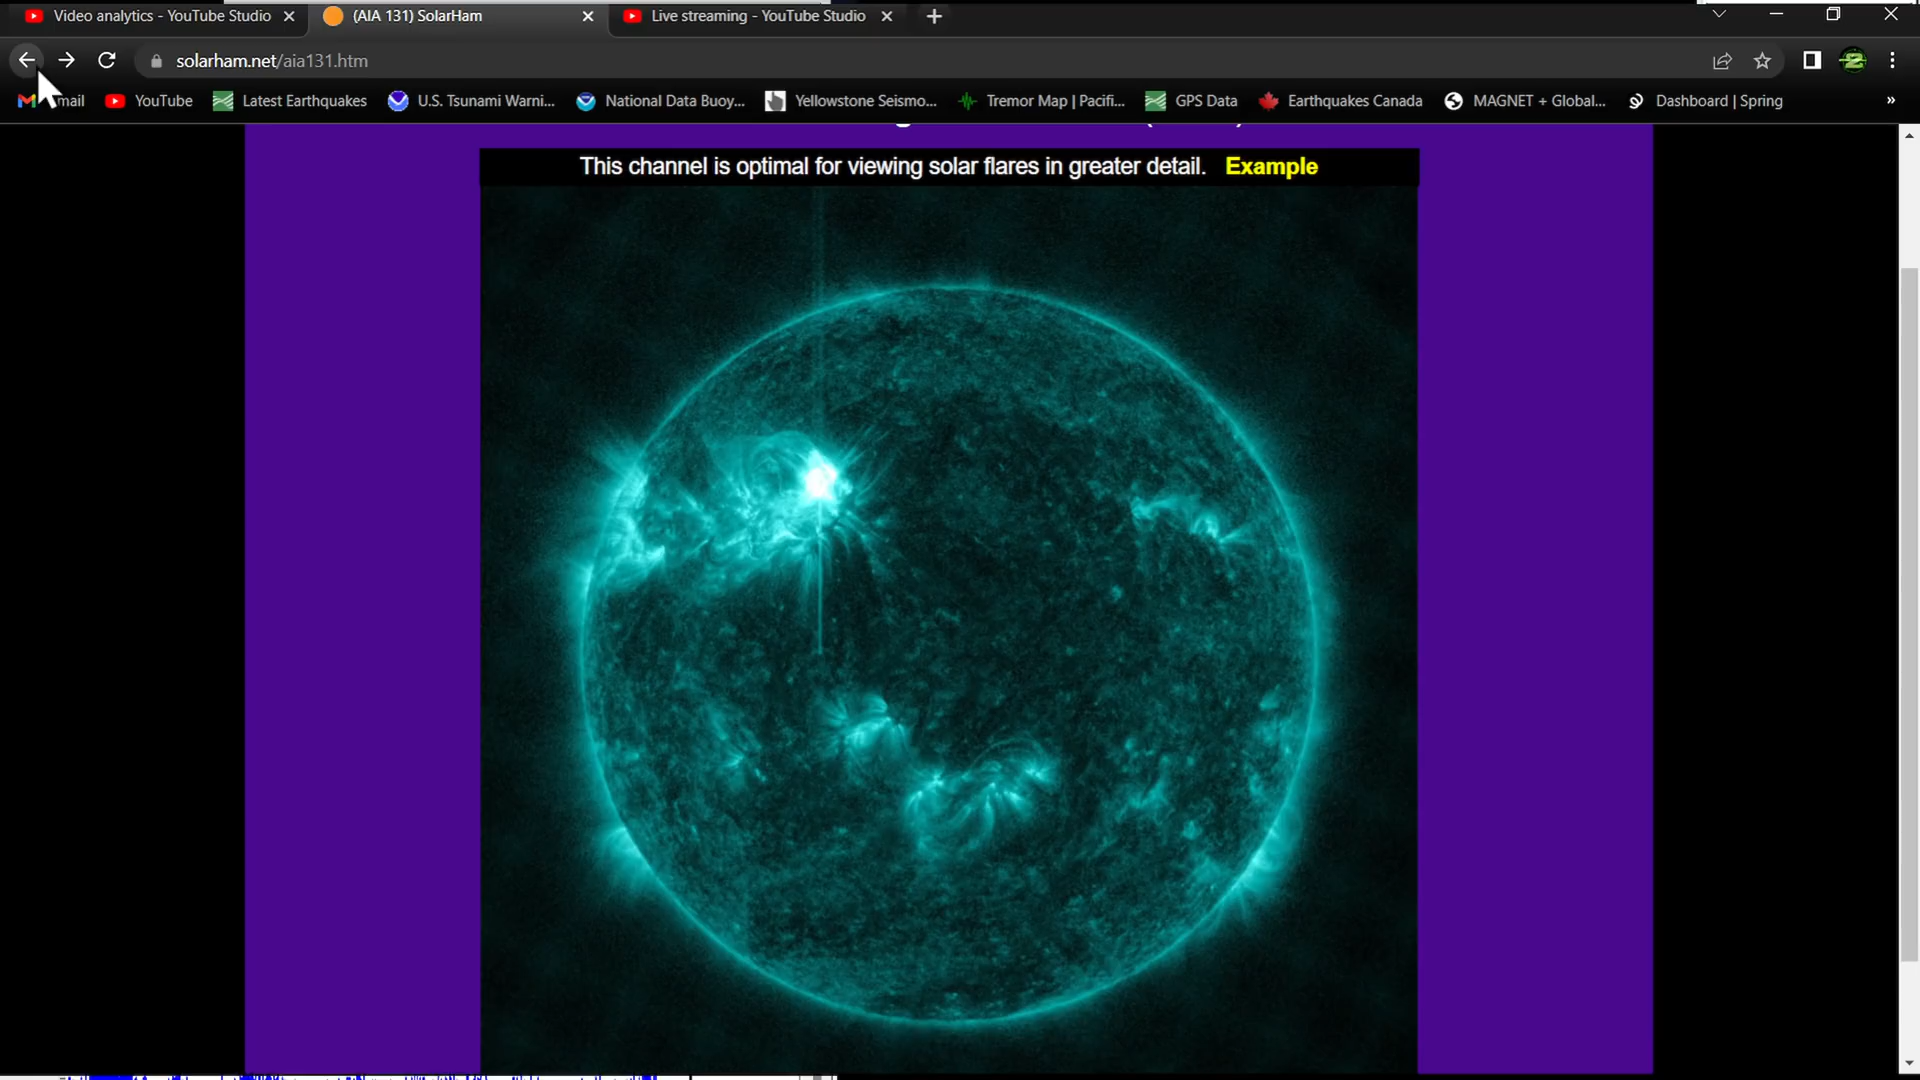 Video analytics - YouTube Studio
(AIA 131) SolarHam
Live streaming - YouTube Studio
solarham.net/aia131.htm
YouTube
Latest Earthquakes
U.S. Tsunami Warni...
National Data Buoy...
Yellowstone Seismo...
Tremor Map | Pacifi...
GPS Data
Earthquakes Canada
MAGNET + Global...
Dashboard | Spring
»
This channel is optimal for viewing solar flares in greater detail. Example